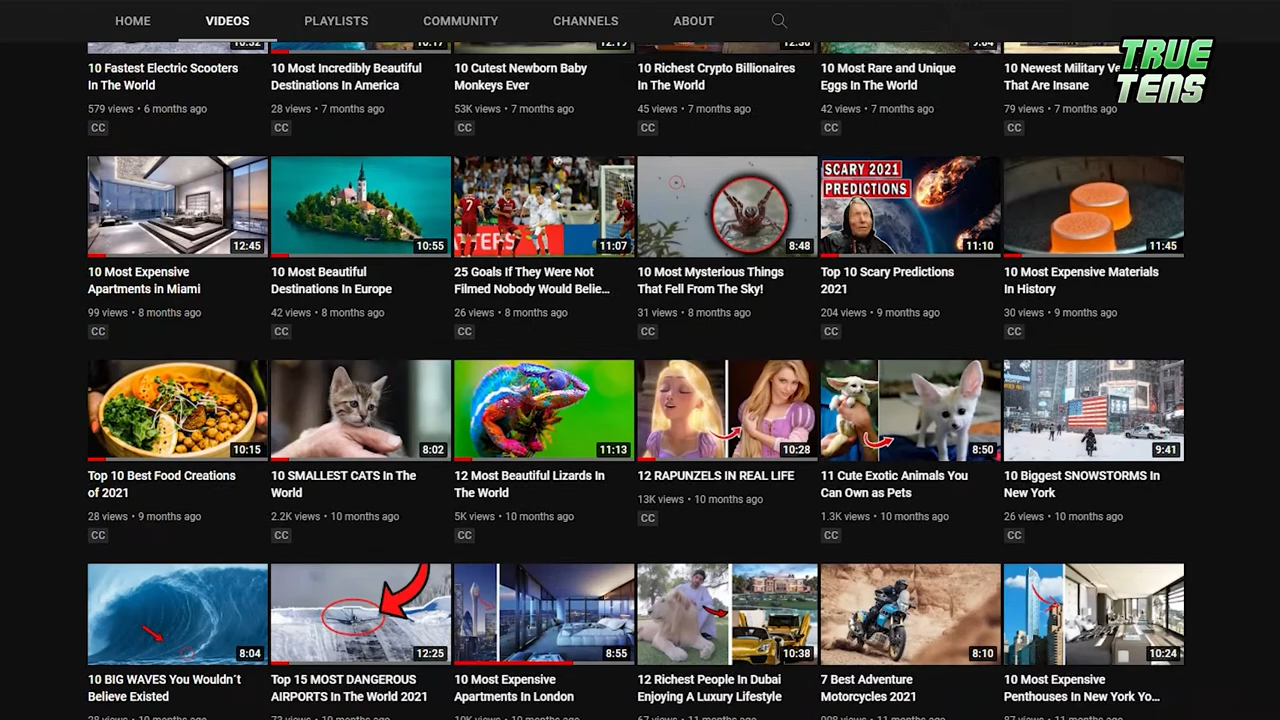 HOME VIDEOS PLAYLISTS COMMUNITY CHANNELS ABOUT
TRUE
TENS
10 Fastest Electric Scooters
In The World
579 views • 6 months ago
CC
10 Most Incredibly Beautiful
Destinations In America
28 views • 7 months ago
CC
10 Cutest Newborn Baby
Monkeys Ever
53K views • 7 months ago
CC
10 Richest Crypto Billionaires
In The World
45 views • 7 months ago
CC
10 Most Rare and Unique
Eggs In The World
42 views • 7 months ago
CC
10 Newest Military
That Are Insane
79 views • 7 months ago
CC
12:45
10 Most Expensive
Apartments in Miami
99 views • 8 months ago
CC
10:55
10 Most Beautiful
Destinations In Europe
42 views • 8 months ago
CC
11:07
25 Goals If They Were Not
Filmed Nobody Would Belie...
26 views • 8 months ago
CC
8:48
10 Most Mysterious Things
That Fell From The Sky!
31 views • 8 months ago
CC
SCARY 2021
PREDICTIONS
11:10
Top 10 Scary Predictions
2021
204 views • 9 months ago
CC
11:45
10 Most Expensive Materials
In History
30 views • 9 months ago
CC
10:15
Top 10 Best Food Creations
of 2021
28 views • 9 months ago
CC
8:02
10 SMALLEST CATS In The
World
2.2K views • 10 months ago
CC
11:13
12 Most Beautiful Lizards In
The World
5K views • 10 months ago
CC
10:28
12 RAPUNZELS IN REAL LIFE
13K views • 10 months ago
CC
8:50
11 Cute Exotic Animals You
Can Own as Pets
1.3K views • 10 months ago
CC
9:41
10 Biggest SNOWSTORMS In
New York
26 views • 10 months ago
CC
8:04
10 BIG WAVES You Wouldn´t
Believe Existed
12:25
Top 15 MOST DANGEROUS
AIRPORTS In The World 2021
8:55
10 Most Expensive
Apartments In London
10:38
12 Richest People In Dubai
Enjoying A Luxury Lifestyle
8:10
7 Best Adventure
Motorcycles 2021
10:24
10 Most Expensive
Penthouses In New York Yo...